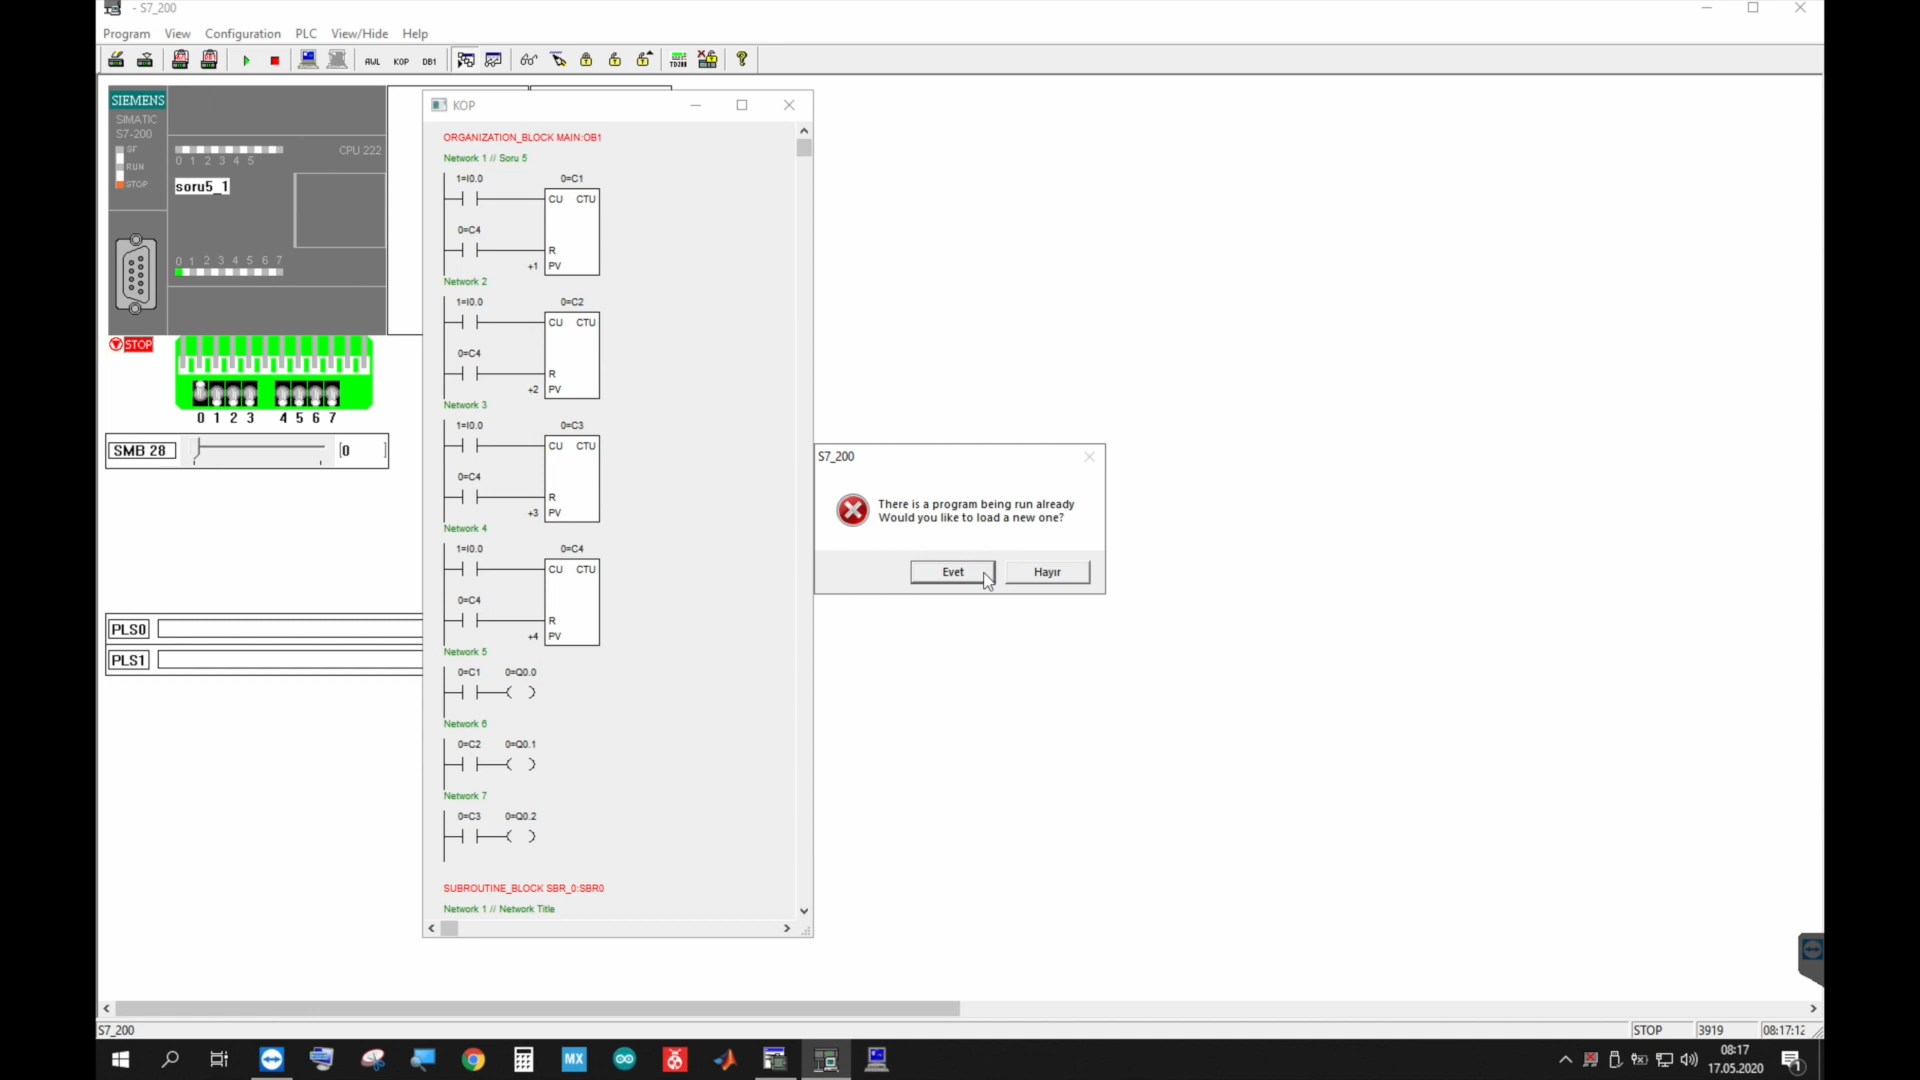 - S7_200
Program View Configuration PLC View/Hide Help
AWL KOP DB1 TD200 ?
SIEMENS
SIMATIC
S7-200
SF
RUN
STOP
0 1 2 3 4 5
CPU 222
soru5_1
0 1 2 3 4 5 6 7
STOP
0 1 2 3 4 5 6 7
SMB 28
[0 ]
PLS0
PLS1
KOP
ORGANIZATION_BLOCK MAIN:OB1
Network 1 // Soru 5
1=I0.0 0=C1
CU CTU
0=C4
R
+1 PV
Network 2
1=I0.0 0=C2
CU CTU
0=C4
R
+2 PV
Network 3
1=I0.0 0=C3
CU CTU
0=C4
R
+3 PV
Network 4
1=I0.0 0=C4
CU CTU
0=C4
R
+4 PV
Network 5
0=C1 0=Q0.0
Network 6
0=C2 0=Q0.1
Network 7
0=C3 0=Q0.2
SUBROUTINE_BLOCK SBR_0:SBR0
Network 1 // Network Title
S7_200
There is a program being run already
Would you like to load a new one?
Evet Hayır
S7_200
STOP 3919 08:17:12
MX
08:17
17.05.2020
1